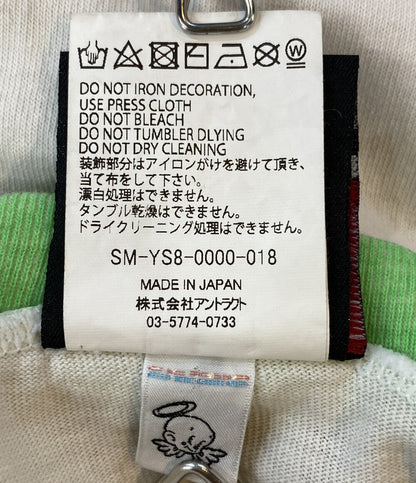 DO NOT IRON DECORATION,
USE PRESS CLOTH
DO NOT BLEACH
DO NOT TUMBLER DLYING
DO NOT DRY CLEANING
装飾部分はアイロンがけを避けて頂き、
当て布をして下さい。
漂白処理はできません。
タンブル乾燥はできません。
ドライクリーニング処理はできません。
SM-YS8-0000-018
MADE IN JAPAN
株式会社アントラクト
03-5774-0733